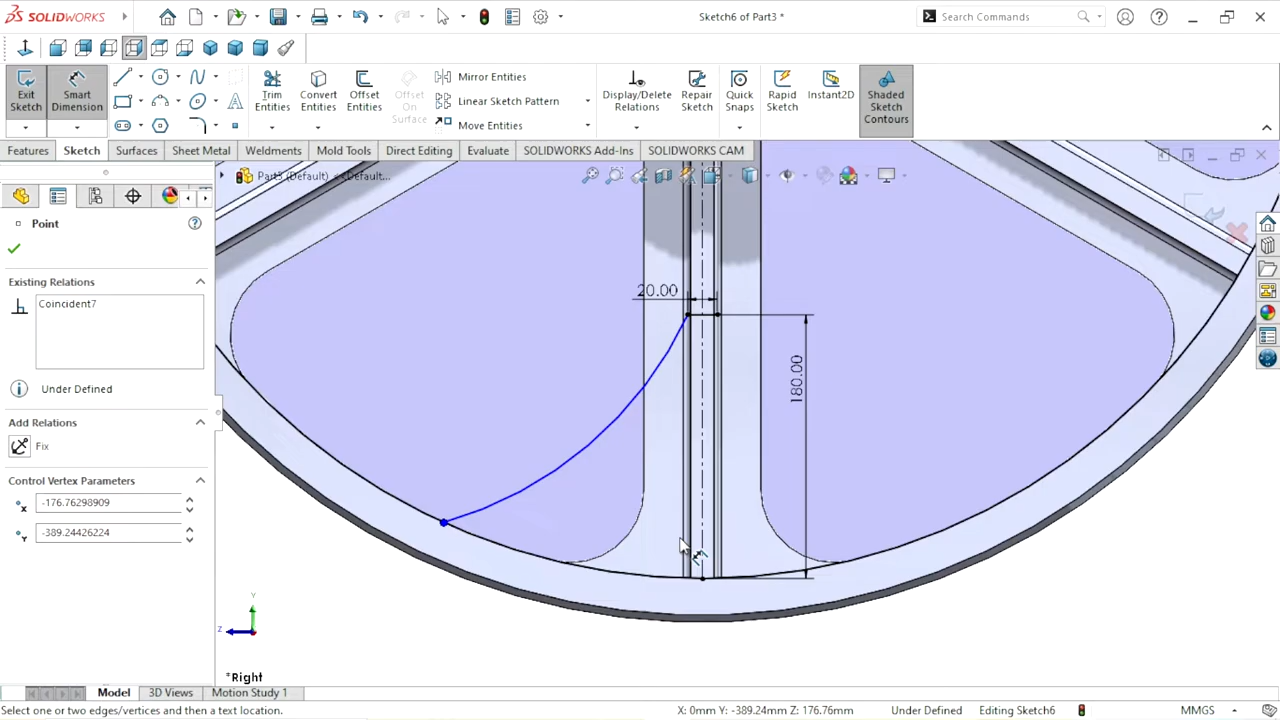 SOLIDWORKS
Sketch6 of Part3 *
Search Commands
Exit Sketch
Smart Dimension
Trim Entities
Convert Entities
Offset Entities
Offset On Surface
Mirror Entities
Linear Sketch Pattern
Move Entities
Display/Delete Relations
Repair Sketch
Quick Snaps
Rapid Sketch
Instant2D
Shaded Sketch Contours
Features
Sketch
Surfaces
Sheet Metal
Weldments
Mold Tools
Direct Editing
Evaluate
SOLIDWORKS Add-Ins
SOLIDWORKS CAM
Part3 (Default) <<Default...
Point
Existing Relations
Coincident7
Under Defined
Add Relations
Fix
Control Vertex Parameters
x
-176.76298909
Y
-389.24426224
20.00
180.00
Y
Z
*Right
Model
3D Views
Motion Study 1
Select one or two edges/vertices and then a text location.
X: 0mm Y: -389.24mm Z: 176.76mm
Under Defined
Editing Sketch6
MMGS